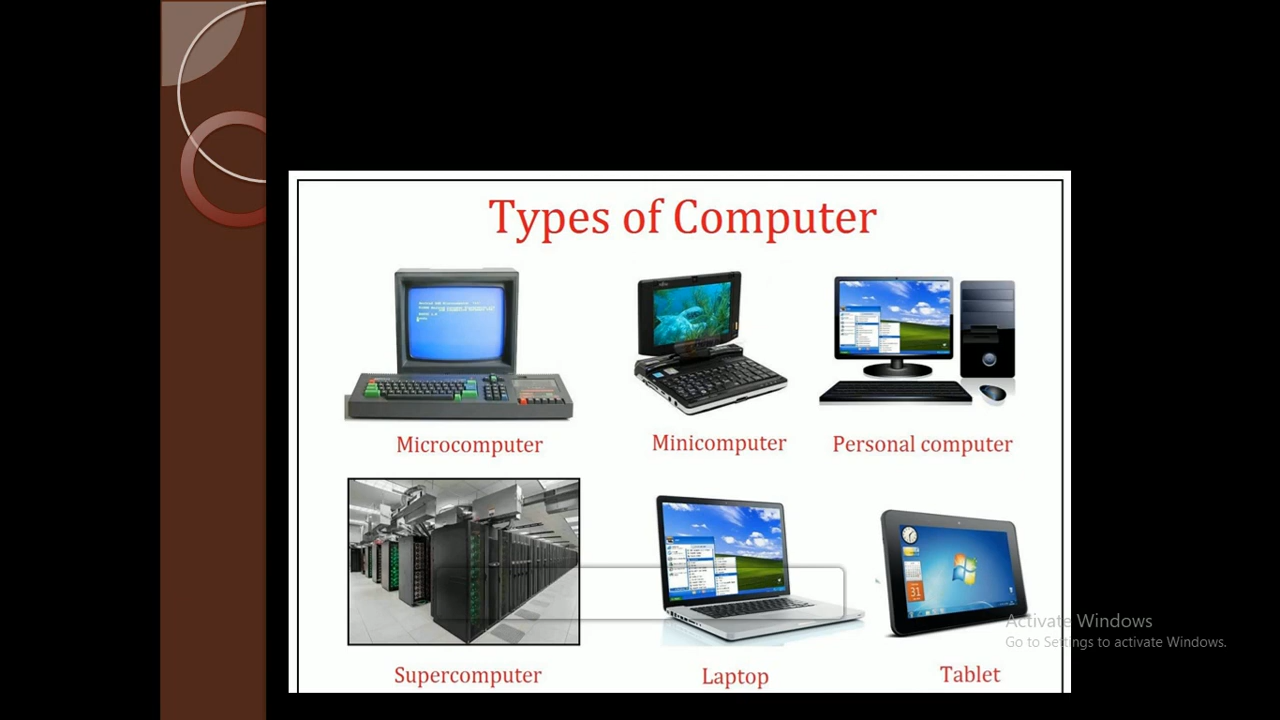 Types of Computer
Microcomputer
Minicomputer
Personal computer
Supercomputer
Laptop
Tablet
Activate Windows
Go to Settings to activate Windows.